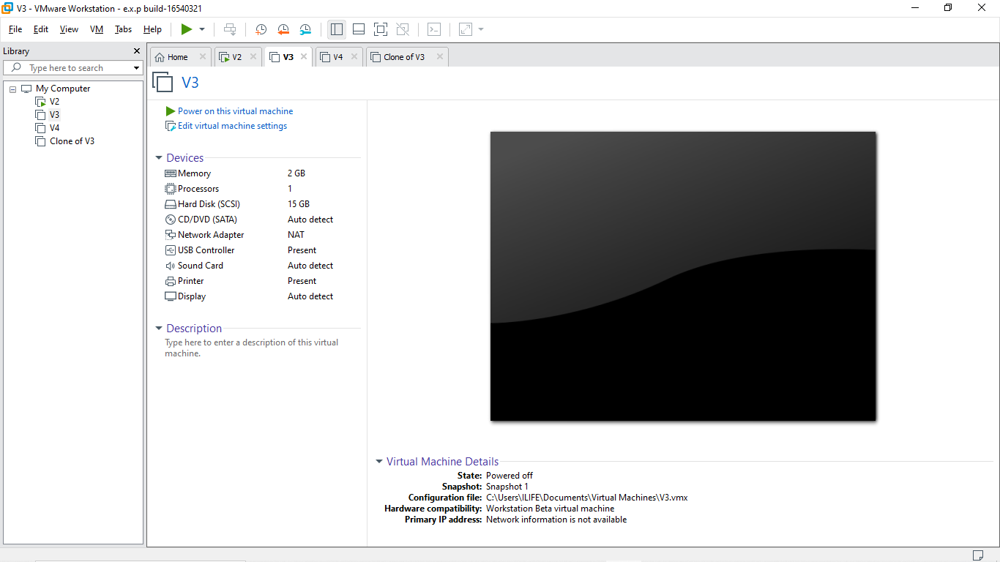 V3 - VMware Workstation - e.x.p build-16540321
File Edit View VM Tabs Help
Library
Type here to search
My Computer
V2
V3
V4
Clone of V3
Home V2 V3 V4 Clone of V3
V3
Power on this virtual machine
Edit virtual machine settings
Devices
Memory 2 GB
Processors 1
Hard Disk (SCSI) 15 GB
CD/DVD (SATA) Auto detect
Network Adapter NAT
USB Controller Present
Sound Card Auto detect
Printer Present
Display Auto detect
Description
Type here to enter a description of this virtual
machine.
Virtual Machine Details
State: Powered off
Snapshot: Snapshot 1
Configuration file: C:\Users\ILIFE\Documents\Virtual Machines\V3.vmx
Hardware compatibility: Workstation Beta virtual machine
Primary IP address: Network information is not available